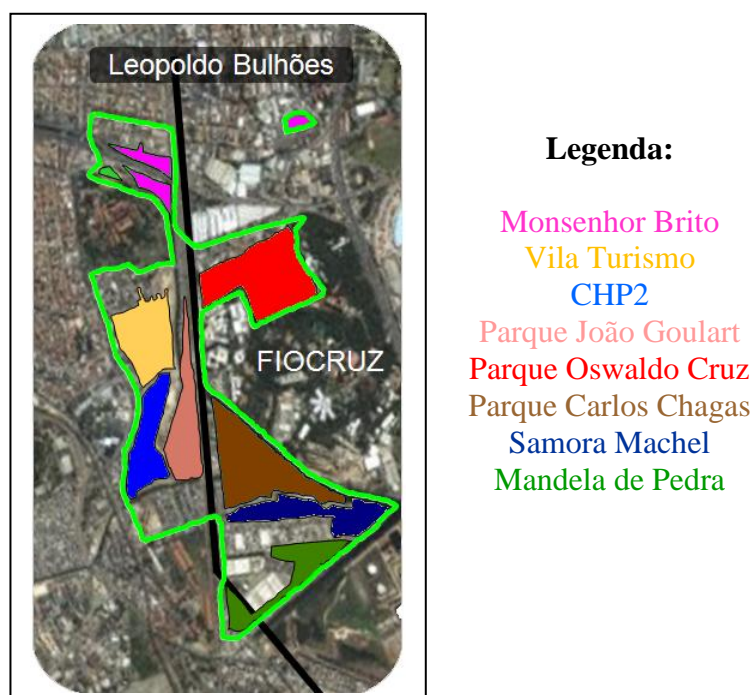 Leopoldo Bulhões
FIOCRUZ
Legenda:
Monsenhor Brito
Vila Turismo
CHP2
Parque João Goulart
Parque Oswaldo Cruz
Parque Carlos Chagas
Samora Machel
Mandela de Pedra